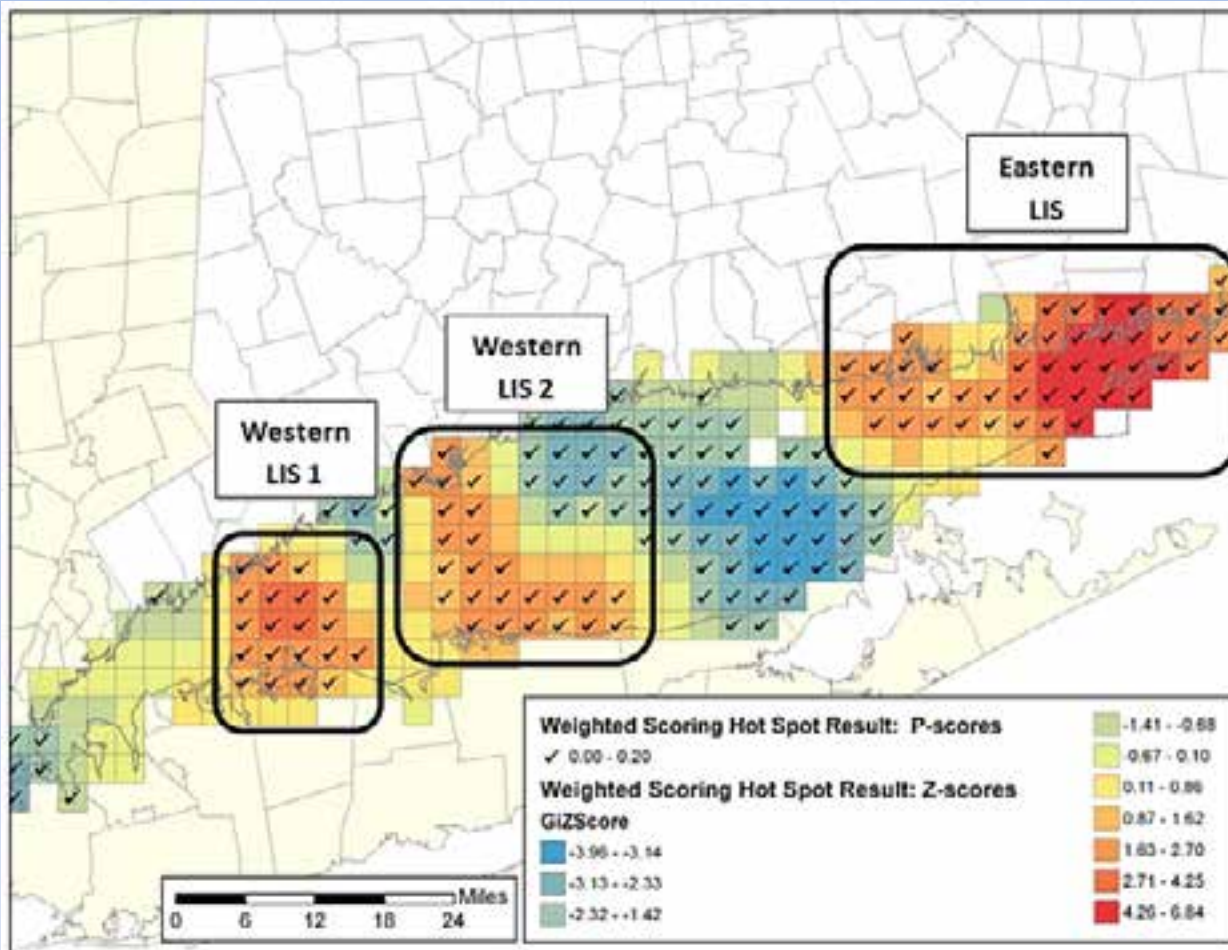 Eastern
LIS
Western
LIS 2
Western
LIS 1
Weighted Scoring Hot Spot Result: P-scores
✓ 0.00 - 0.20
Weighted Scoring Hot Spot Result: Z-scores
GiZScore
-3.96 - -3.14
-3.13 - -2.33
-2.32 - -1.42
-1.41 - -0.68
-0.67 - 0.10
0.11 - 0.86
0.87 - 1.62
1.63 - 2.70
2.71 - 4.25
4.26 - 6.84
Miles
0 6 12 18 24